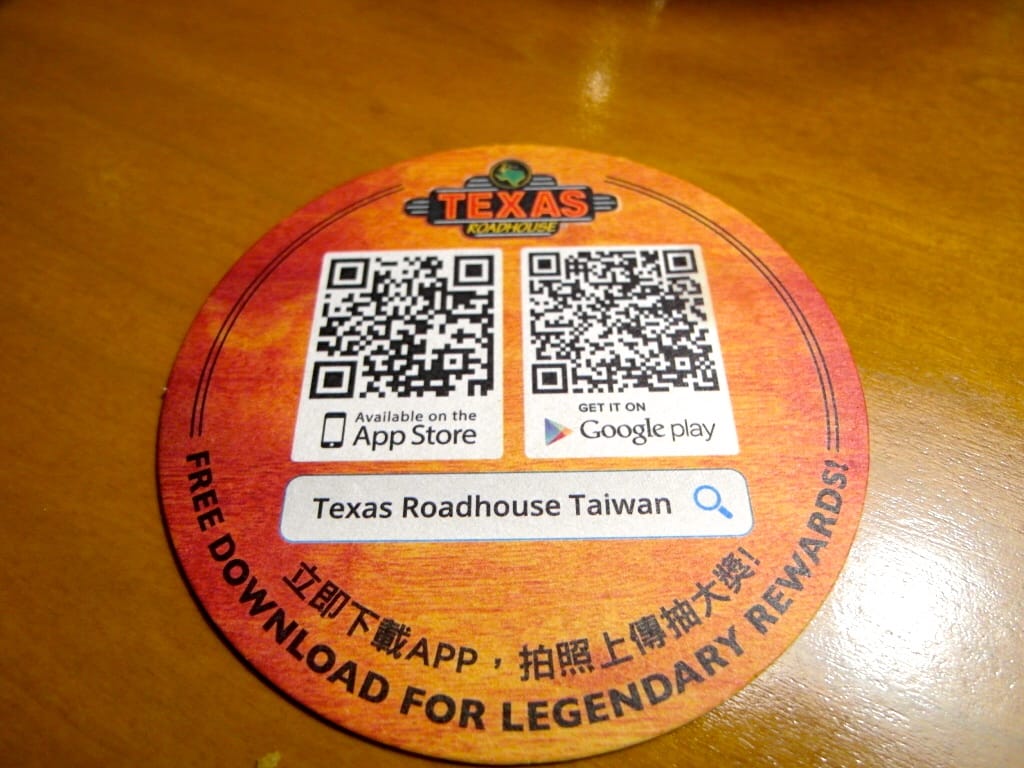 TEXAS
ROADHOUSE
Available on the
App Store
GET IT ON
Google play
Texas Roadhouse Taiwan
立即下載APP，拍照上傳抽大獎!
FREE DOWNLOAD FOR LEGENDARY REWARDS!